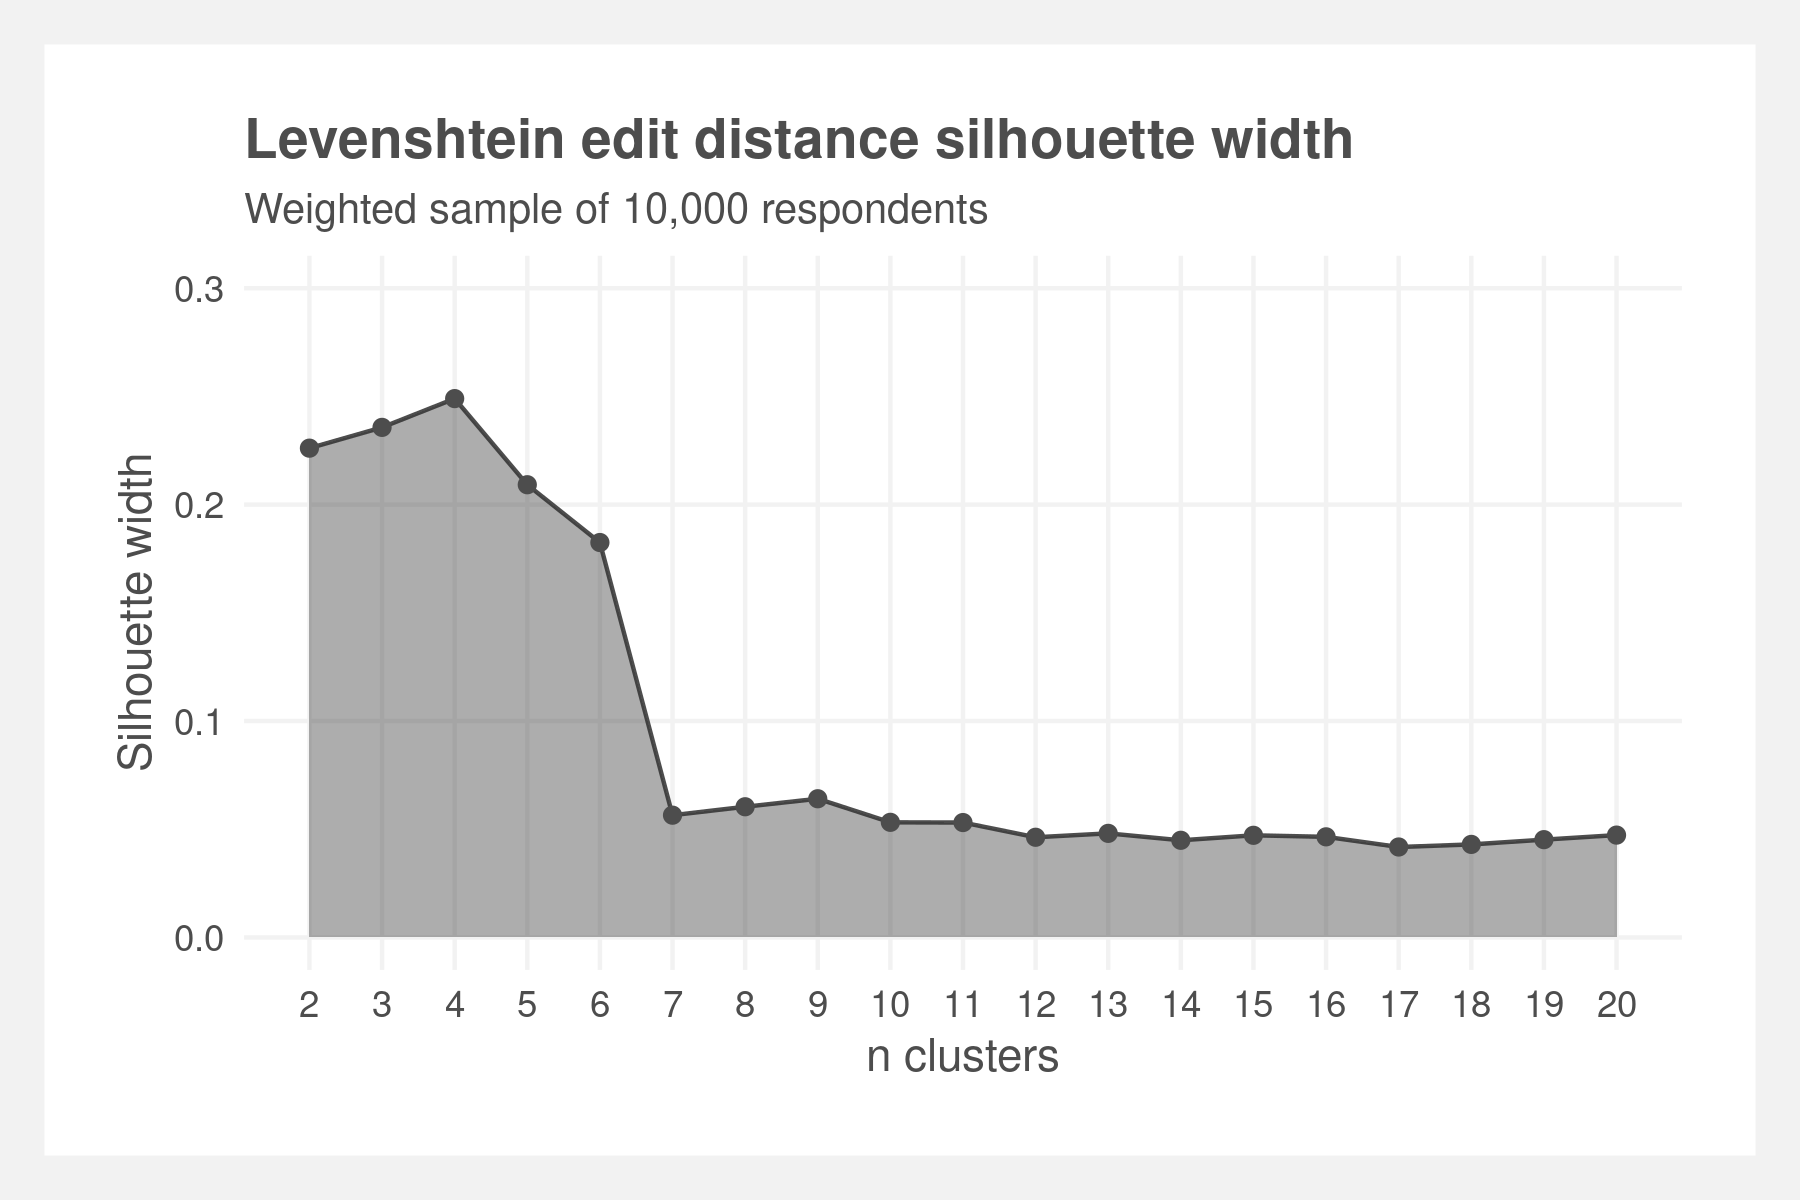 Levenshtein edit distance silhouette width
Weighted sample of 10,000 respondents
0.3
0.2
0.1
0.0
Silhouette width
2 3 4 5 6 7 8 9 10 11 12 13 14 15 16 17 18 19 20
n clusters